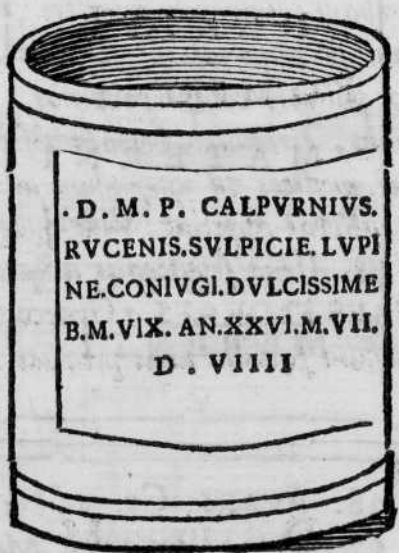 . D. M. P. CALPVRNIVS.
RVCENIS.SVLPICIE.LVPI
NE.CONIVGI.DVLCISSIME
B.M.VIX. AN.XXVI.M.VII.
D . VIIII